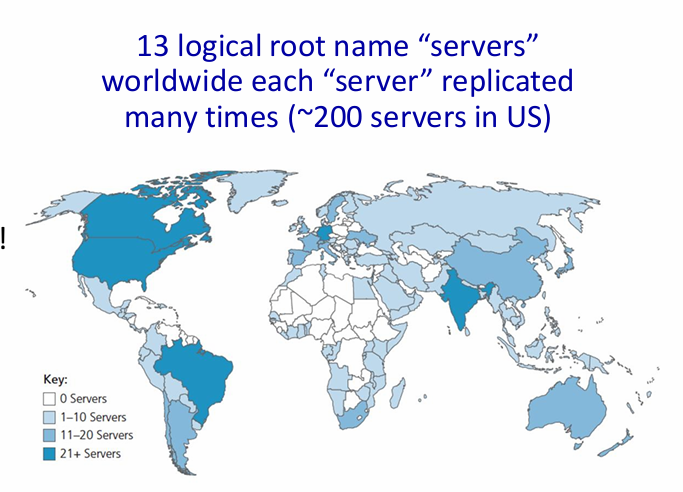 13 logical root name “servers”
worldwide each “server” replicated
many times (~200 servers in US)
!
Key:
0 Servers
1–10 Servers
11–20 Servers
21+ Servers